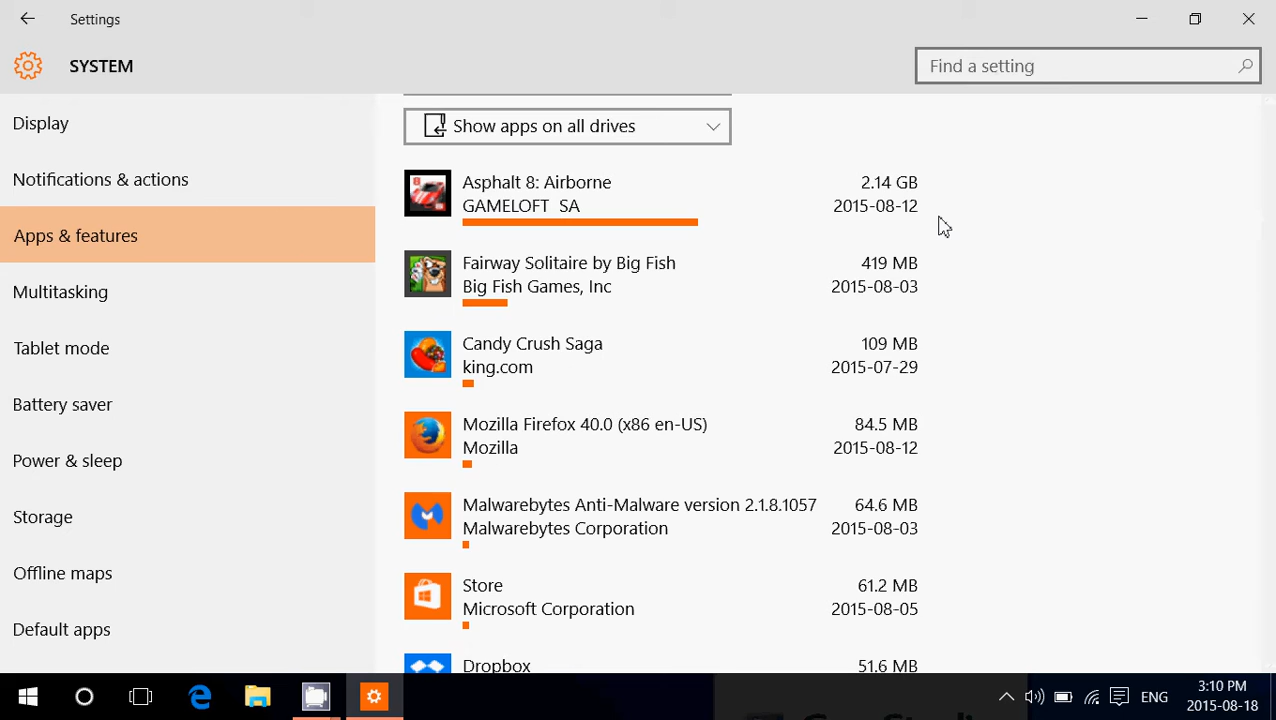 Settings
SYSTEM
Find a setting
Display
Notifications & actions
Apps & features
Multitasking
Tablet mode
Battery saver
Power & sleep
Storage
Offline maps
Default apps
Show apps on all drives
Asphalt 8: Airborne 2.14 GB
GAMELOFT SA 2015-08-12
Fairway Solitaire by Big Fish 419 MB
Big Fish Games, Inc 2015-08-03
Candy Crush Saga 109 MB
king.com 2015-07-29
Mozilla Firefox 40.0 (x86 en-US) 84.5 MB
Mozilla 2015-08-12
Malwarebytes Anti-Malware version 2.1.8.1057 64.6 MB
Malwarebytes Corporation 2015-08-03
Store 61.2 MB
Microsoft Corporation 2015-08-05
Dropbox 51.6 MB
ENG
3:10 PM
2015-08-18